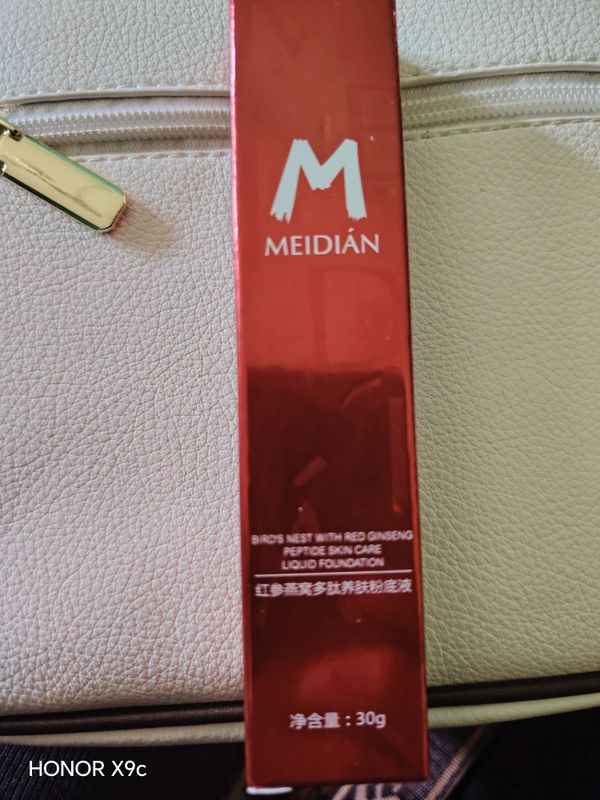 M
MEIDIÁN
BIRD'S NEST WITH RED GINSENG
PEPTIDE SKIN CARE
LIQUID FOUNDATION
红参燕窝多肽养肤粉底液
净含量：30g
HONOR X9c